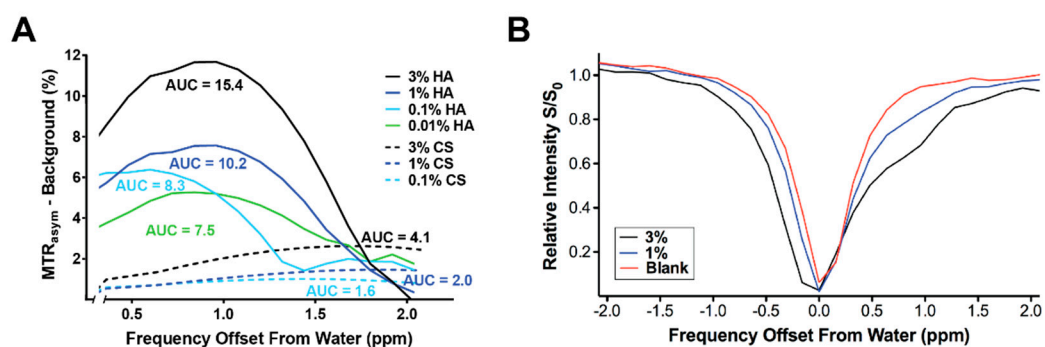 A
12
10
8
6
4
2
MTRasym - Background (%)
AUC = 15.4
AUC = 10.2
AUC = 8.3
AUC = 7.5
AUC = 4.1
AUC = 2.0
AUC = 1.6
3% HA
1% HA
0.1% HA
0.01% HA
3% CS
1% CS
0.1% CS
0.5 1.0 1.5 2.0
Frequency Offset From Water (ppm)
B
1.0
0.8
0.6
0.4
0.2
Relative Intensity S/S0
3%
1%
Blank
-2.0 -1.5 -1.0 -0.5 0.0 0.5 1.0 1.5 2.0
Frequency Offset From Water (ppm)